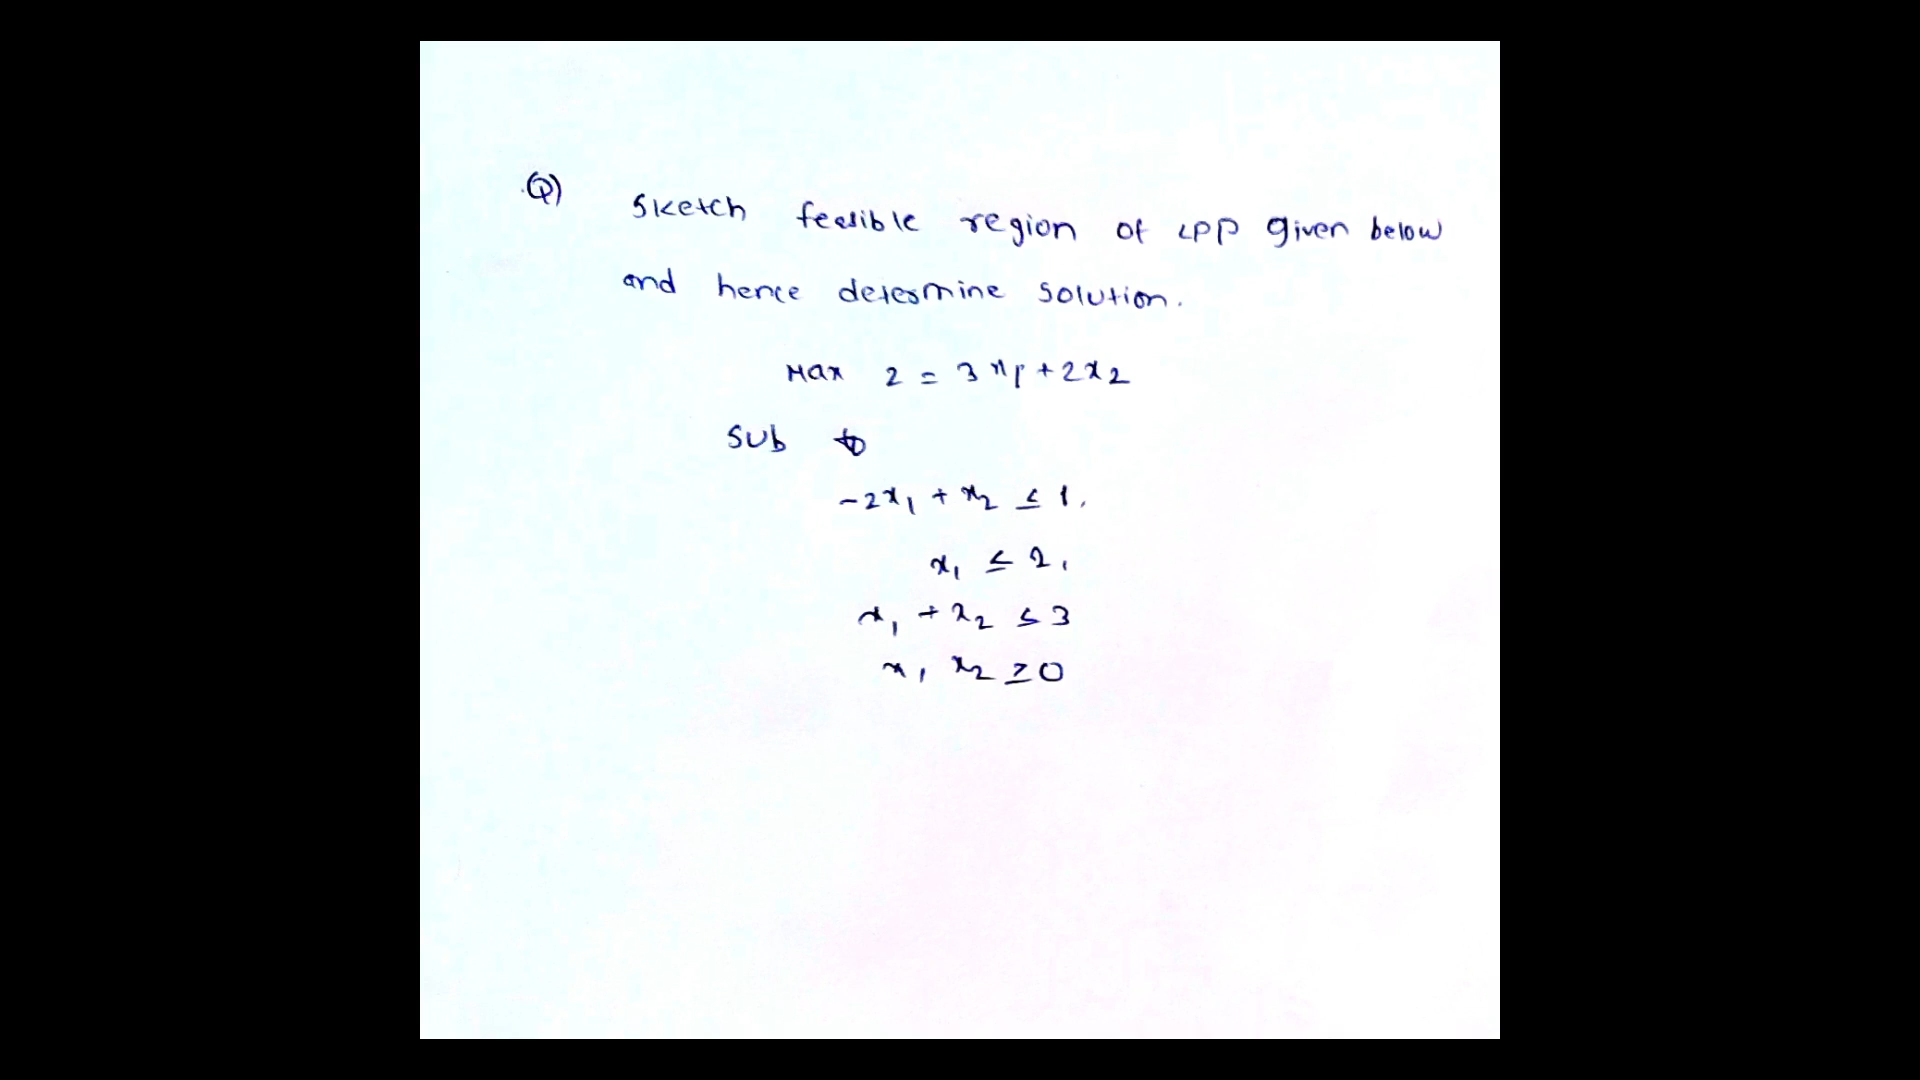 Q) Sketch feasible region of LPP given below
and hence determine solution.
Max Z = 3x₁ + 2x₂
Sub to
-2x₁ + x₂ ≤ 1,
x₁ ≤ 2,
x₁ + x₂ ≤ 3
x₁ x₂ ≥ 0